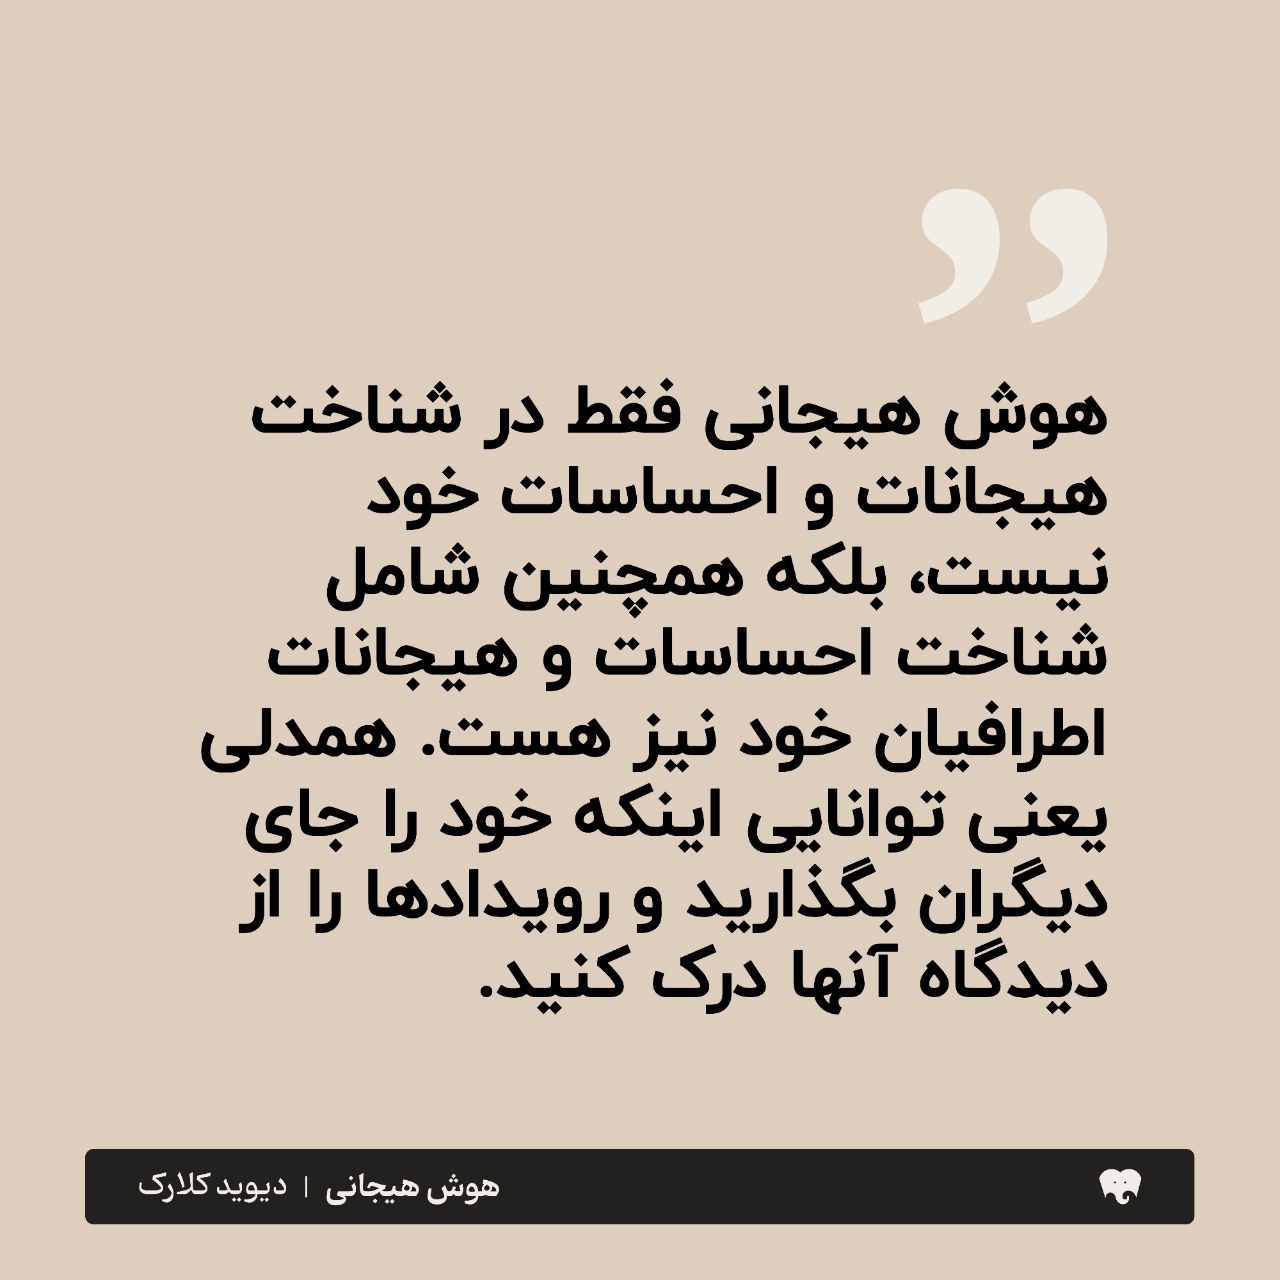 هوش هیجانی فقط در شناخت
هیجانات و احساسات خود
نیست، بلکه همچنین شامل
شناخت احساسات و هیجانات
اطرافیان خود نیز هست. همدلی
یعنی توانایی اینکه خود را جای
دیگران بگذارید و رویدادها را از
دیدگاه آنها درک کنید.
هوش هیجانی | دیوید کلارک